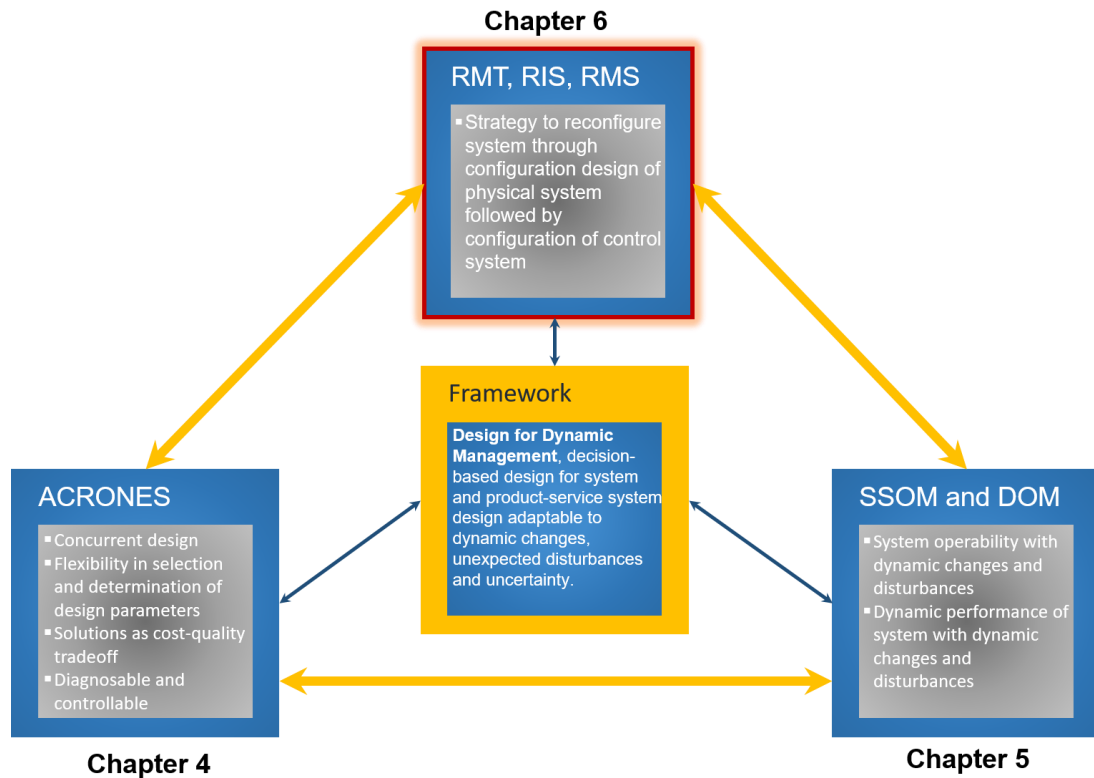 Chapter 6
RMT, RIS, RMS
▪Strategy to reconfigure
system through
configuration design of
physical system
followed by
configuration of control
system
Framework
Design for Dynamic
Management, decision-
based design for system
and product-service system
design adaptable to
dynamic changes,
unexpected disturbances
and uncertainty.
ACRONES
▪Concurrent design
▪Flexibility in selection
and determination of
design parameters
▪Solutions as cost-quality
tradeoff
▪Diagnosable and
controllable
Chapter 4
SSOM and DOM
▪System operability with
dynamic changes and
disturbances
▪Dynamic performance of
system with dynamic
changes and
disturbances
Chapter 5